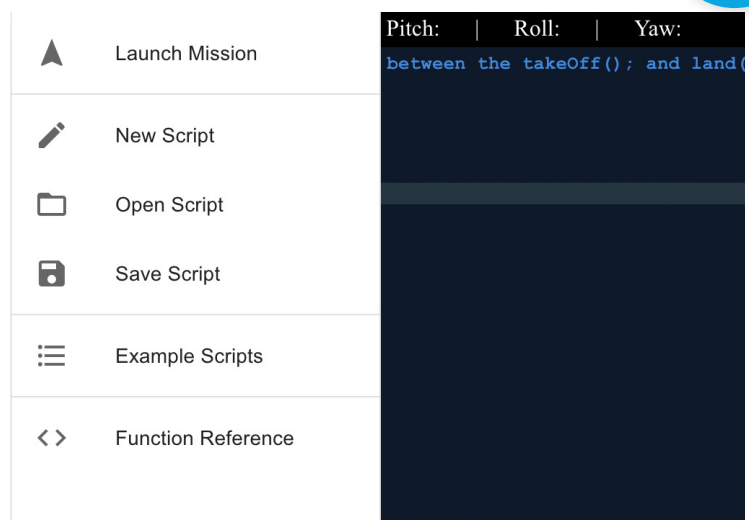 Launch Mission
New Script
Open Script
Save Script
Example Scripts
Function Reference
Pitch: | Roll: | Yaw:
between the takeOff(); and land(